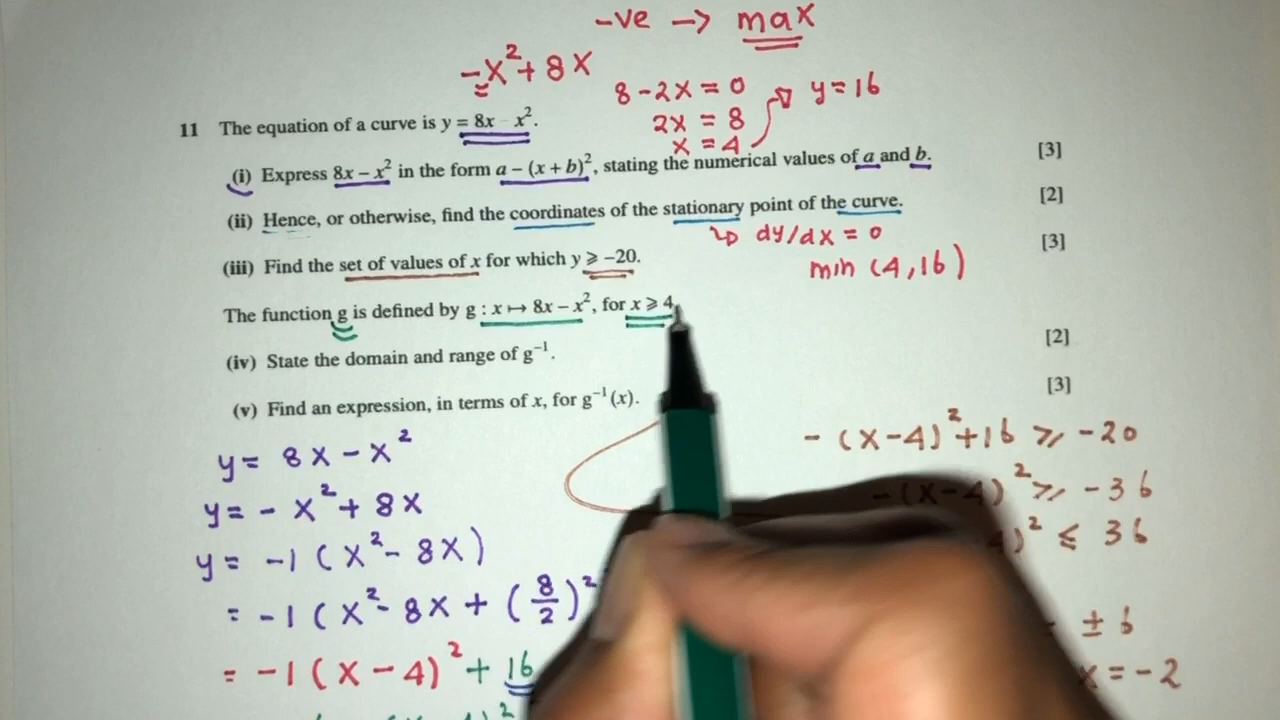 -ve → max
-x²+ 8x
8 - 2x = 0
y = 16
2x = 8
x = 4
11 The equation of a curve is y = 8x – x².
(i) Express 8x – x² in the form a – (x + b)², stating the numerical values of a and b. [3]
(ii) Hence, or otherwise, find the coordinates of the stationary point of the curve. [2]
dy/dx = 0
(iii) Find the set of values of x for which y ⩾ –20. [3]
min (4,16)
The function g is defined by g : x ↦ 8x – x², for x ⩾ 4.
(iv) State the domain and range of g⁻¹. [2]
(v) Find an expression, in terms of x, for g⁻¹(x). [3]
y = 8x - x²
y = - x² + 8x
y = -1 (x² - 8x)
= -1 (x² - 8x + (8/2)²
= -1 (x - 4)² + 16
- (x-4)² + 16 ⩾ -20
-(x-4)² ⩾ -36
)² ⩽ 36
± 6
x = -2